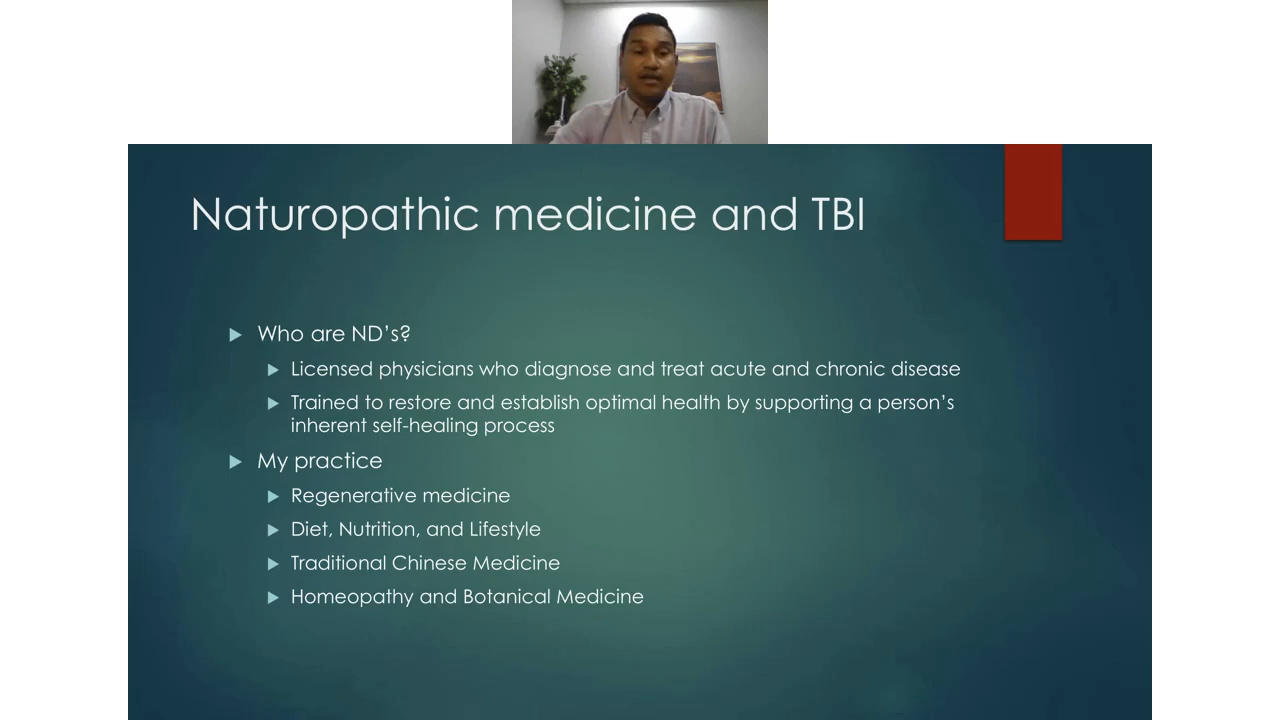 Naturopathic medicine and TBI
Who are ND's?
Licensed physicians who diagnose and treat acute and chronic disease
Trained to restore and establish optimal health by supporting a person's
inherent self-healing process
My practice
Regenerative medicine
Diet, Nutrition, and Lifestyle
Traditional Chinese Medicine
Homeopathy and Botanical Medicine